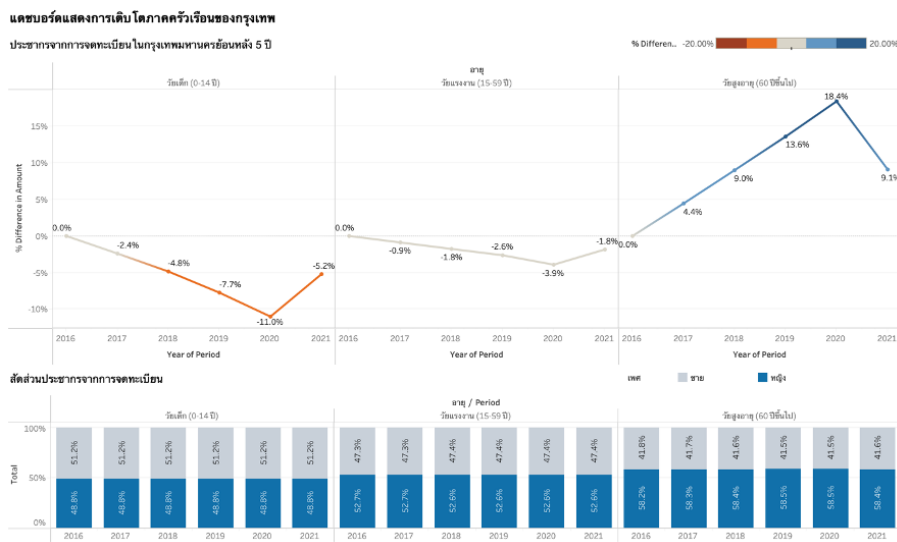 แดชบอร์ดแสดงการเติบโตภาคครัวเรือนของกรุงเทพ
ประชากรจากการจดทะเบียนในกรุงเทพมหานครย้อนหลัง 5 ปี
% Differen.. -20.00% 20.00%
อายุ
วัยเด็ก (0-14 ปี) วัยแรงงาน (15-59 ปี) วัยสูงอายุ (60 ปีขึ้นไป)
% Difference in Amount
15%
10%
5%
0%
-5%
-10%
0.0% -2.4% -4.8% -7.7% -11.0% -5.2%
0.0% -0.9% -1.8% -2.6% -3.9% -1.8%
0.0% 4.4% 9.0% 13.6% 18.4% 9.1%
2016 2017 2018 2019 2020 2021 2016 2017 2018 2019 2020 2021 2016 2017 2018 2019 2020 2021
Year of Period Year of Period Year of Period
สัดส่วนประชากรจากการจดทะเบียน
เพศ ชาย หญิง
อายุ / Period
วัยเด็ก (0-14 ปี) วัยแรงงาน (15-59 ปี) วัยสูงอายุ (60 ปีขึ้นไป)
Total
100%
50%
0%
51.2% 51.2% 51.2% 51.2% 51.2% 51.2% 47.3% 47.3% 47.4% 47.4% 47.4% 47.4% 41.8% 41.7% 41.6% 41.5% 41.5% 41.6%
48.8% 48.8% 48.8% 48.8% 48.8% 48.8% 52.7% 52.7% 52.6% 52.6% 52.6% 52.6% 58.2% 58.3% 58.4% 58.5% 58.5% 58.4%
2016 2017 2018 2019 2020 2021 2016 2017 2018 2019 2020 2021 2016 2017 2018 2019 2020 2021